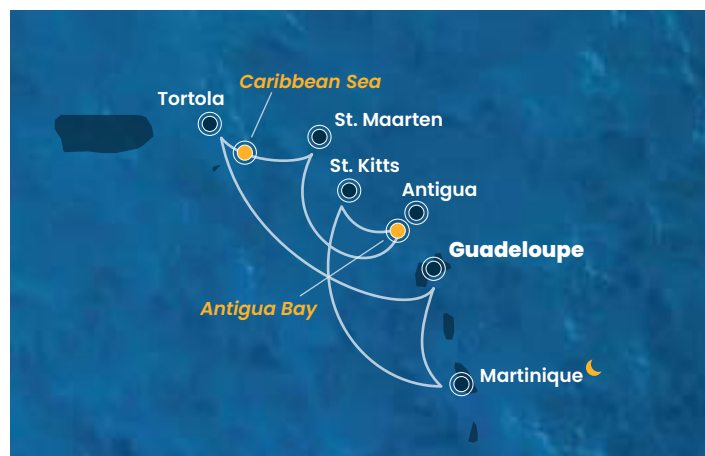 Caribbean Sea
Tortola
St. Maarten
St. Kitts
Antigua
Guadeloupe
Antigua Bay
Martinique